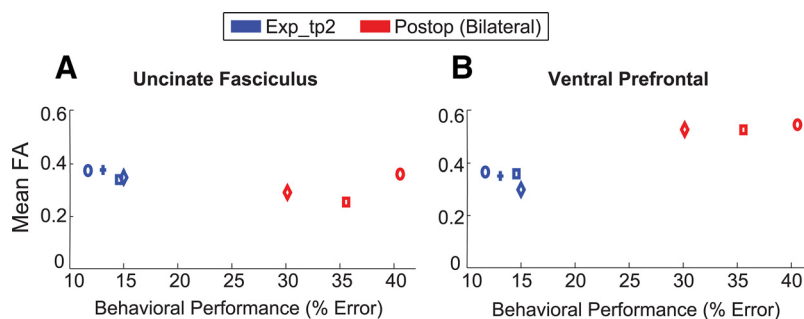 Exp_tp2 Postop (Bilateral)
A B
Uncinate Fasciculus Ventral Prefrontal
0.6 0.6
0.4 0.4
0.2 0.2
0 0
Mean FA
10 15 20 25 30 35 40 10 15 20 25 30 35 40
Behavioral Performance (% Error) Behavioral Performance (% Error)